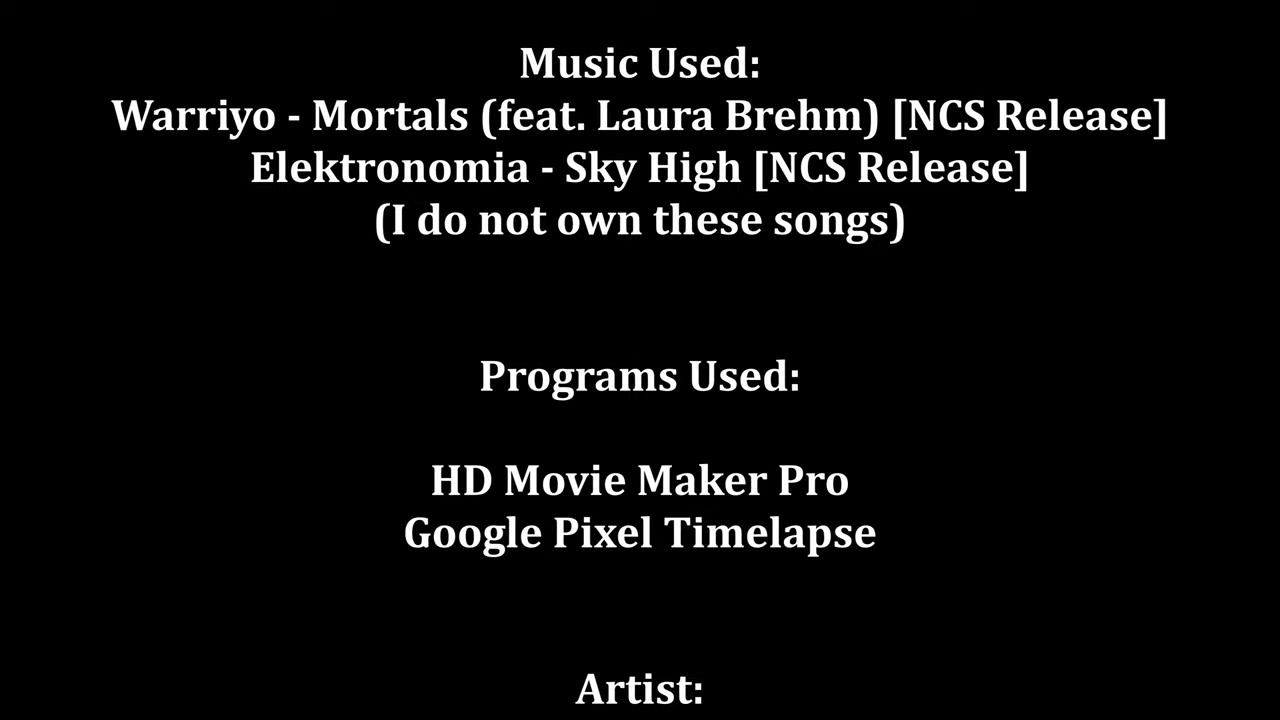 Music Used:
Warriyo - Mortals (feat. Laura Brehm) [NCS Release]
Elektronomia - Sky High [NCS Release]
(I do not own these songs)
Programs Used:
HD Movie Maker Pro
Google Pixel Timelapse
Artist: